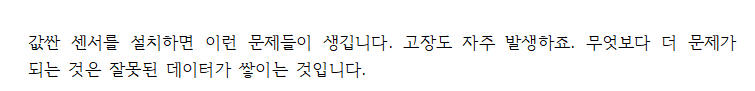 값싼 센서를 설치하면 이런 문제들이 생깁니다. 고장도 자주 발생하죠. 무엇보다 더 문제가
되는 것은 잘못된 데이터가 쌓이는 것입니다.